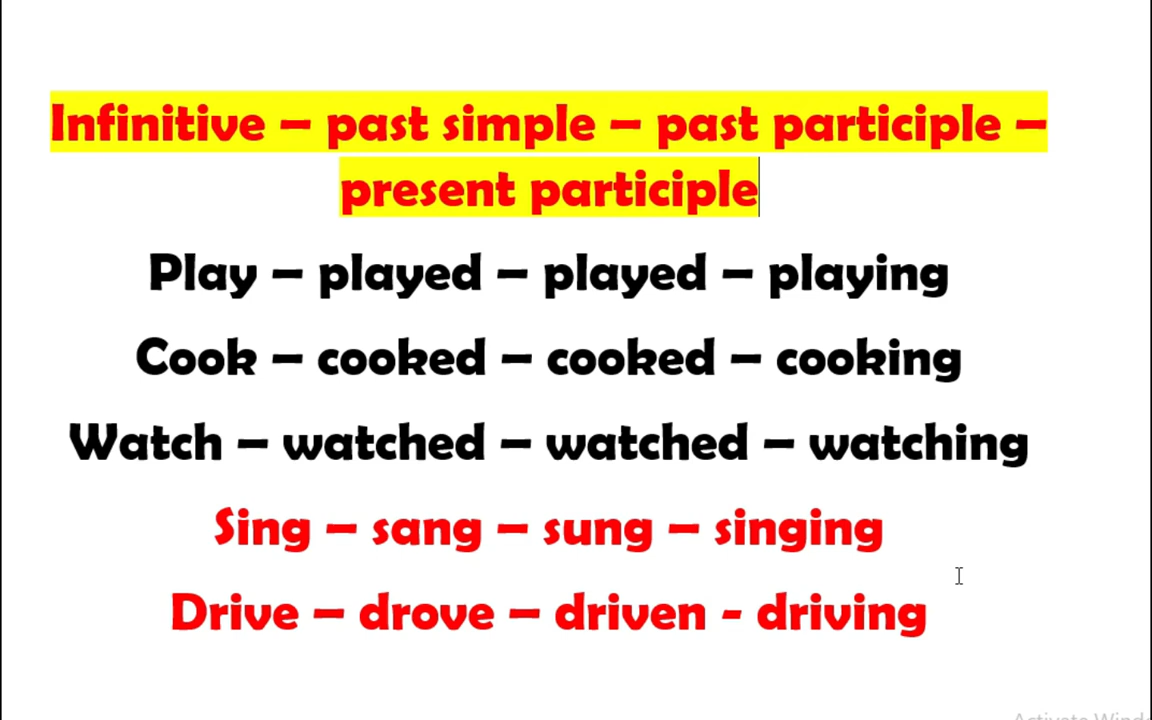 Infinitive – past simple – past participle –
present participle
Play – played – played – playing
Cook – cooked – cooked – cooking
Watch – watched – watched – watching
Sing – sang – sung – singing
Drive – drove – driven - driving